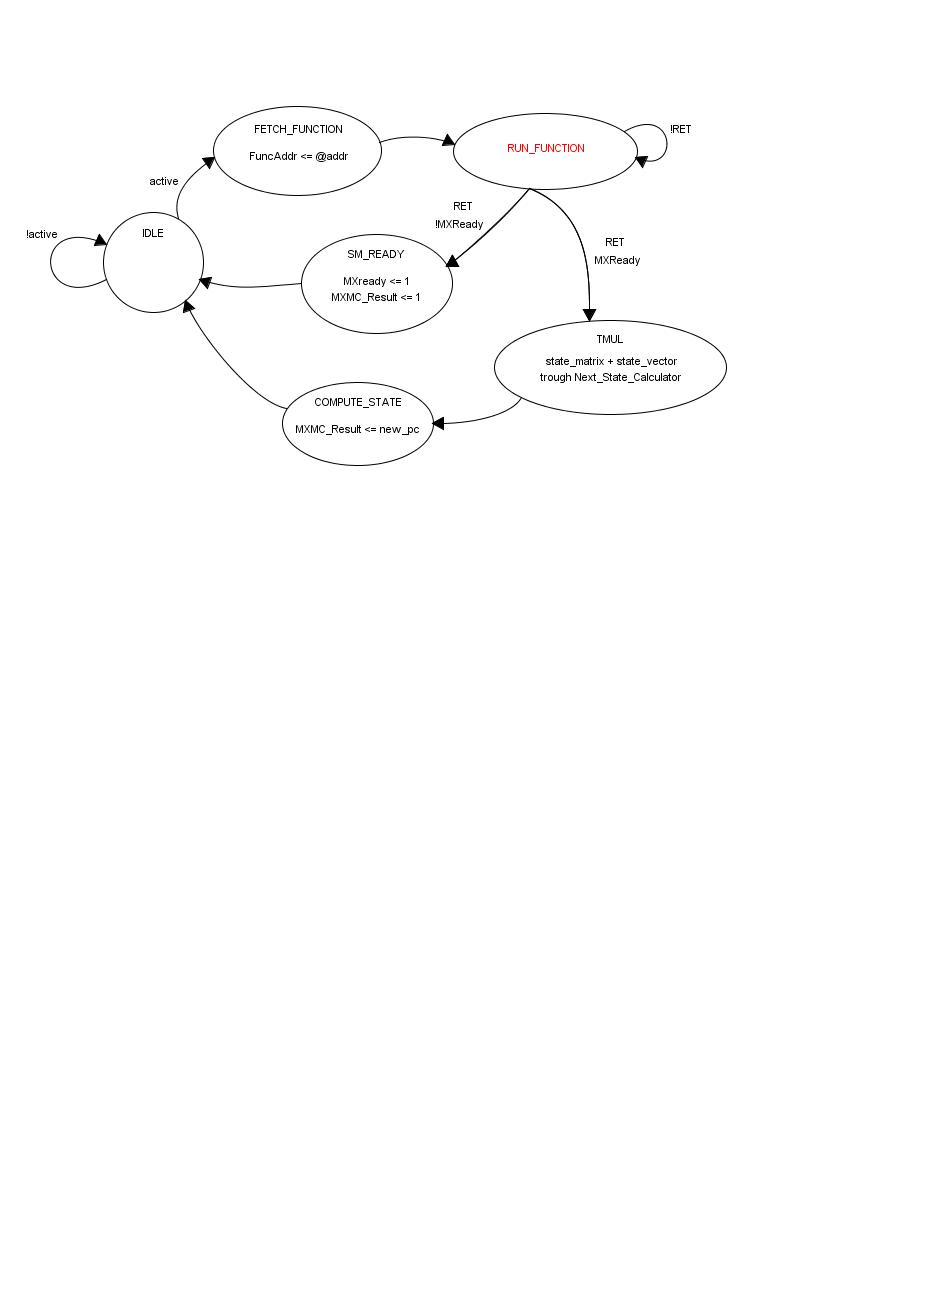 FETCH_FUNCTION
FuncAddr <= @addr
RUN_FUNCTION
!RET
active
!active
IDLE
RET
!MXReady
RET
MXReady
SM_READY
MXready <= 1
MXMC_Result <= 1
TMUL
state_matrix + state_vector
trough Next_State_Calculator
COMPUTE_STATE
MXMC_Result <= new_pc